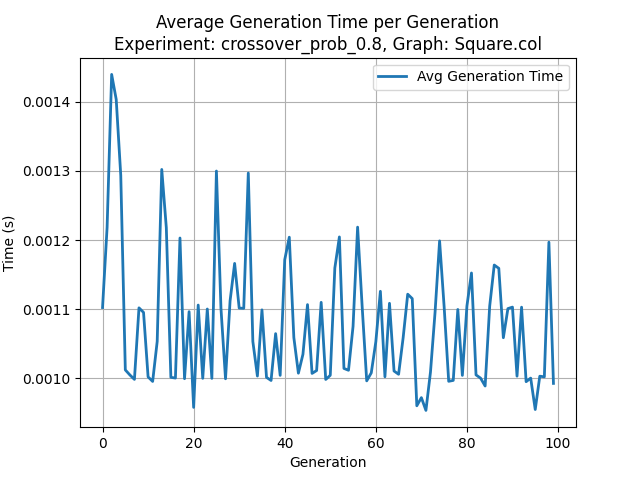 Average Generation Time per Generation
Experiment: crossover_prob_0.8, Graph: Square.col
Avg Generation Time
0.0014
0.0013
0.0012
0.0011
0.0010
Time (s)
0 20 40 60 80 100
Generation